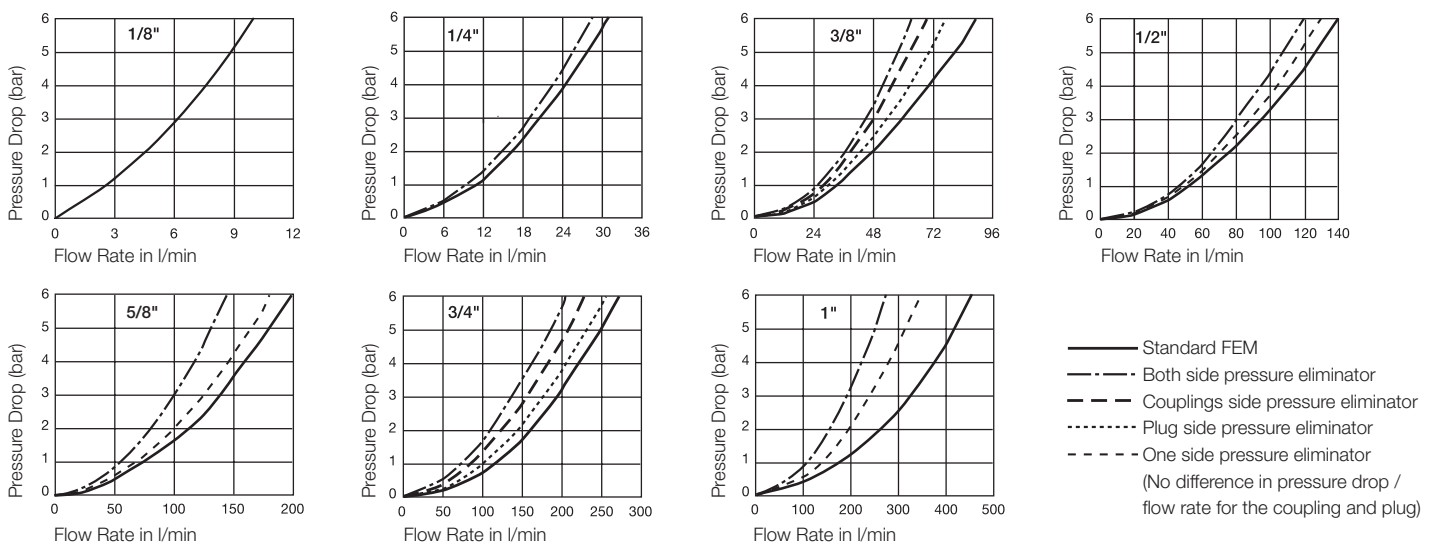 1/8"
Pressure Drop (bar)
6
5
4
3
2
1
0
0 3 6 9 12
Flow Rate in l/min
1/4"
Pressure Drop (bar)
6
5
4
3
2
1
0
0 6 12 18 24 30 36
Flow Rate in l/min
3/8"
Pressure Drop (bar)
6
5
4
3
2
1
0
0 24 48 72 96
Flow Rate in l/min
1/2"
Pressure Drop (bar)
6
5
4
3
2
1
0
0 20 40 60 80 100 120 140
Flow Rate in l/min
5/8"
Pressure Drop (bar)
6
5
4
3
2
1
0
0 50 100 150 200
Flow Rate in l/min
3/4"
Pressure Drop (bar)
6
5
4
3
2
1
0
0 50 100 150 200 250 300
Flow Rate in l/min
1"
Pressure Drop (bar)
6
5
4
3
2
1
0
0 100 200 300 400 500
Flow Rate in l/min
Standard FEM
Both side pressure eliminator
Couplings side pressure eliminator
Plug side pressure eliminator
One side pressure eliminator
(No difference in pressure drop /
flow rate for the coupling and plug)